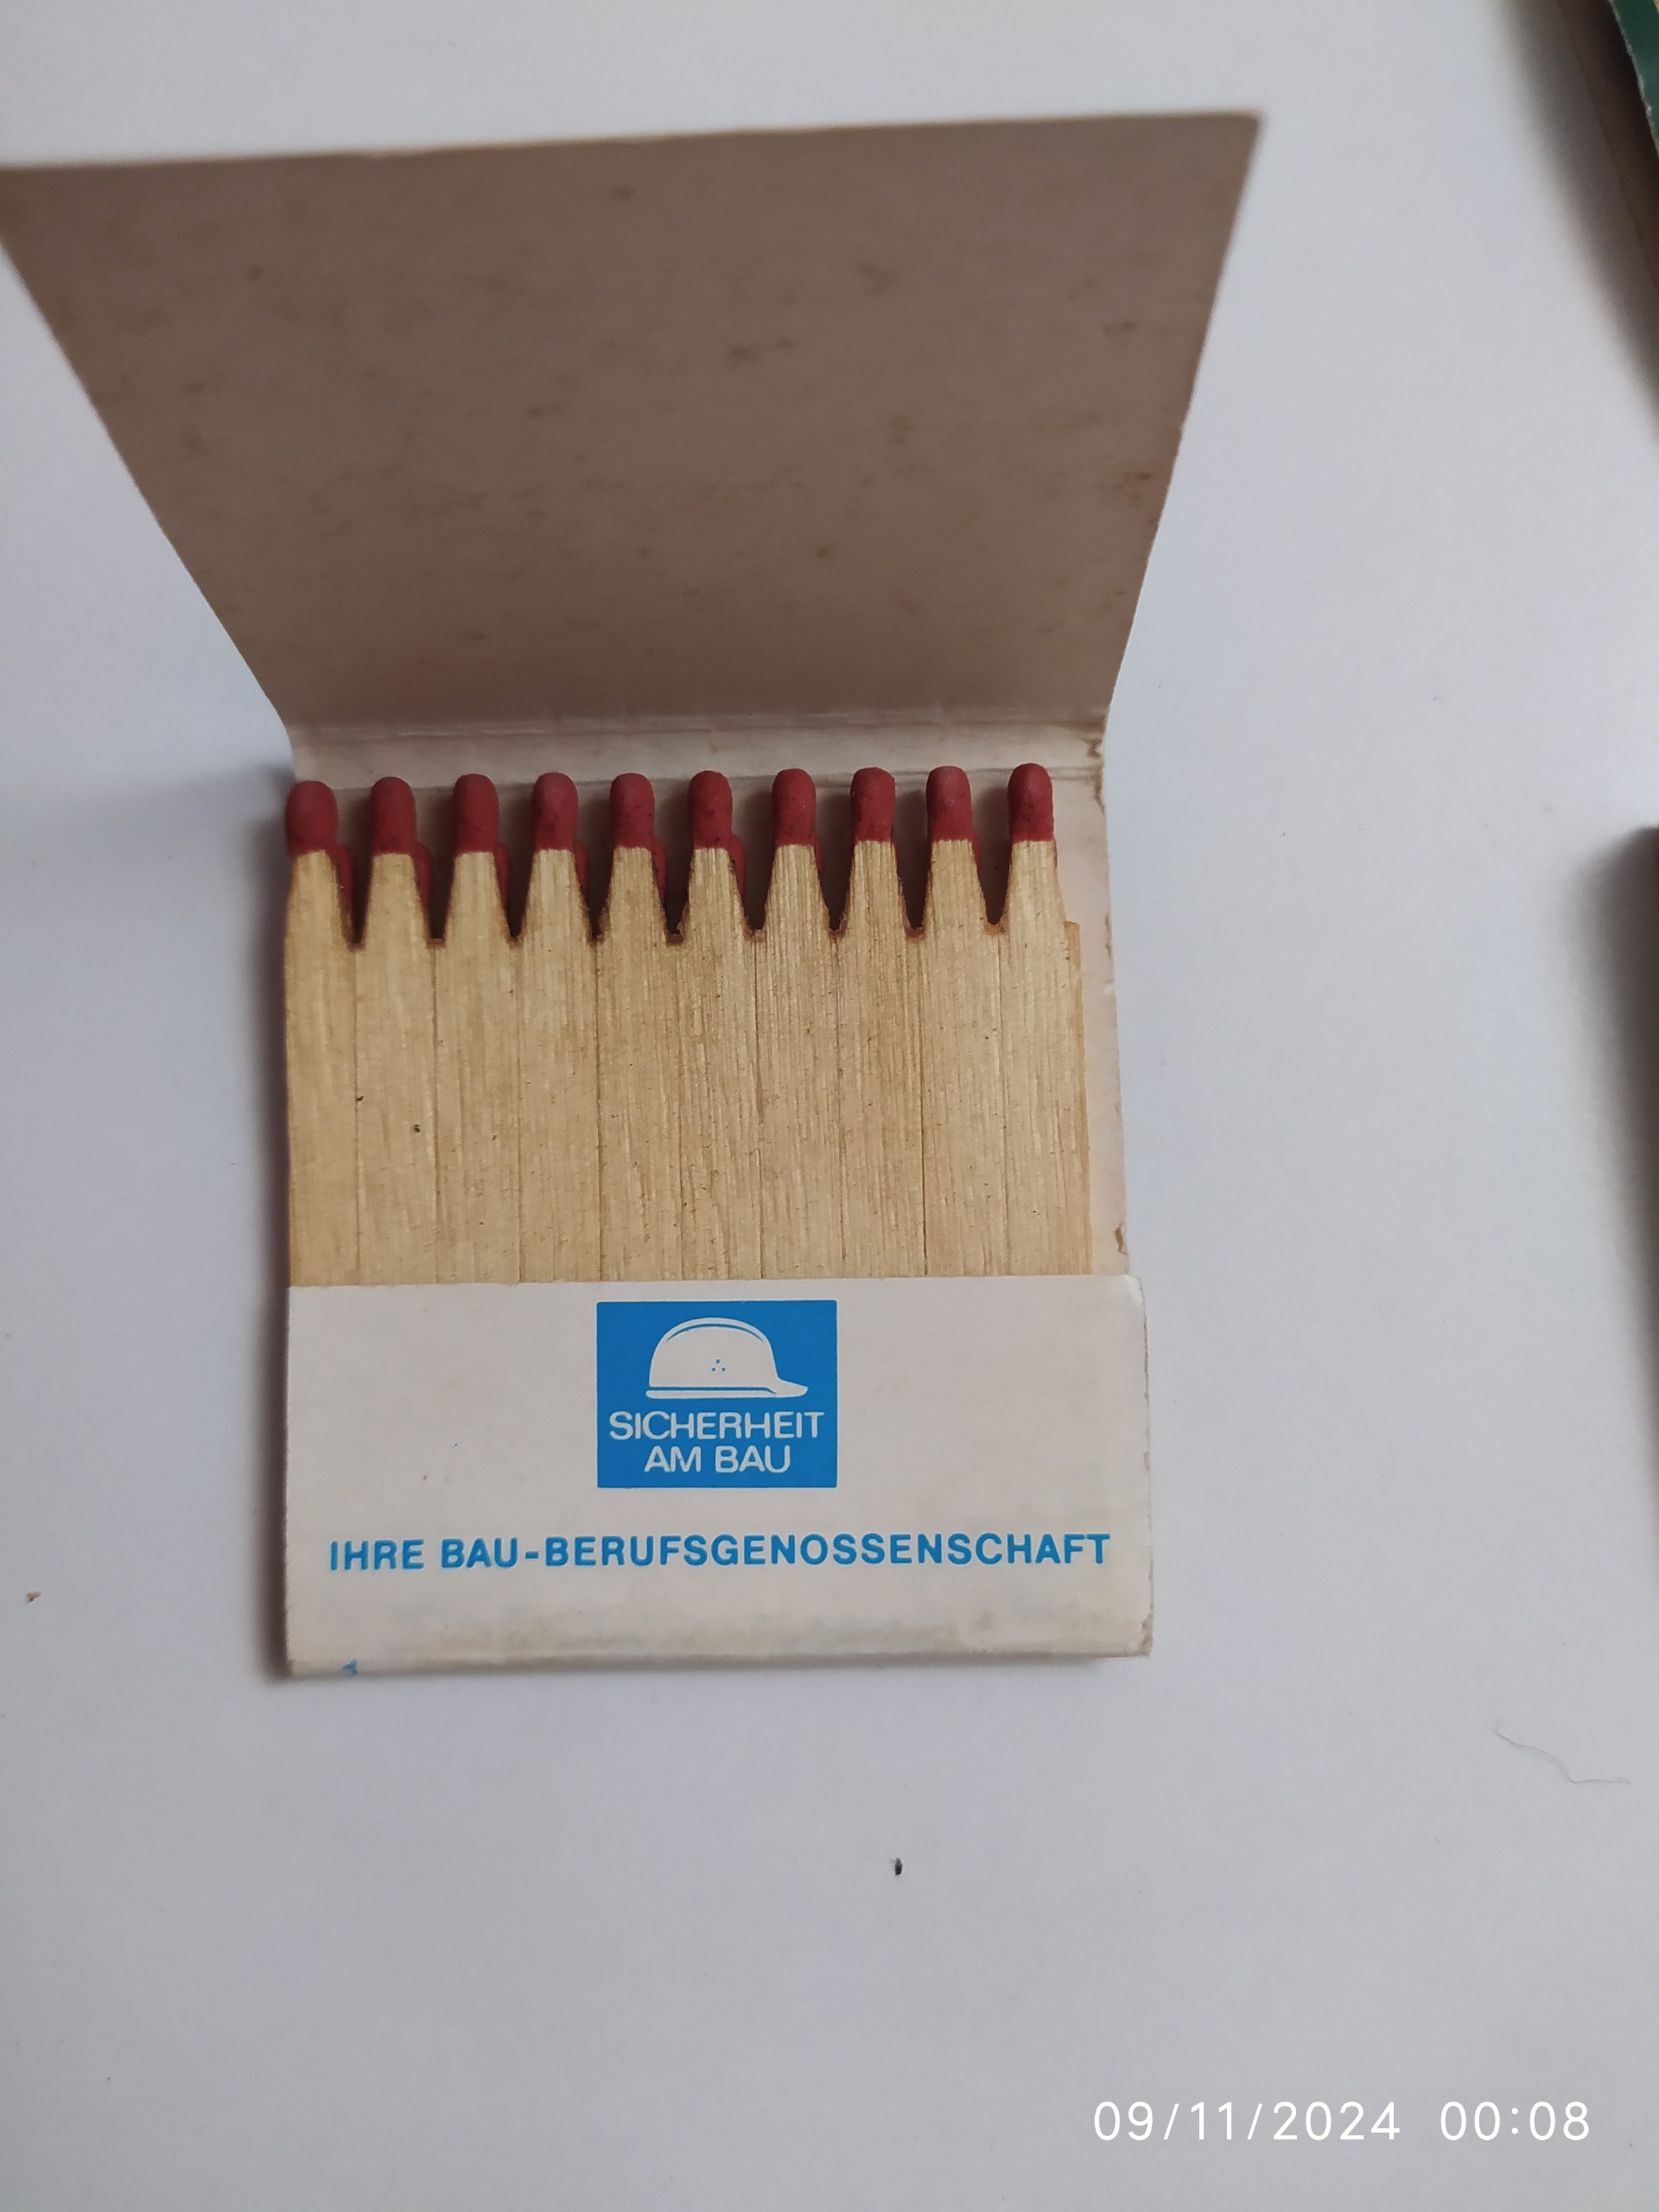 SICHERHEIT
AM BAU
IHRE BAU-BERUFSGENOSSENSCHAFT
09/11/2024 00:08